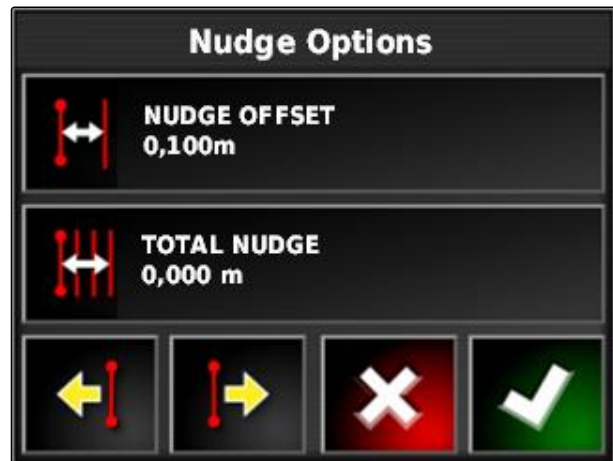 Nudge Options
NUDGE OFFSET
0,100m
TOTAL NUDGE
0,000 m